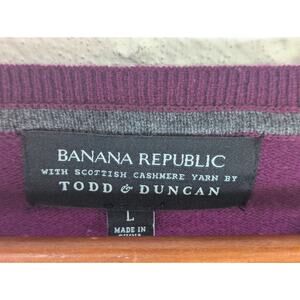 BANANA REPUBLIC
WITH SCOTTISH CASHMERE YARN BY
TODD & DUNCAN
L
MADE IN